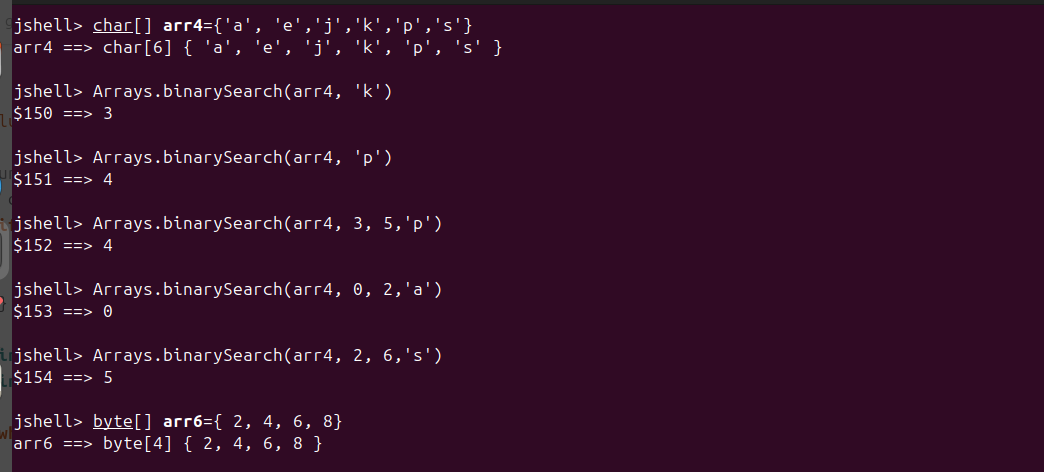 jshell> char[] arr4={'a', 'e','j','k','p','s'}
arr4 ==> char[6] { 'a', 'e', 'j', 'k', 'p', 's' }
jshell> Arrays.binarySearch(arr4, 'k')
$150 ==> 3
jshell> Arrays.binarySearch(arr4, 'p')
$151 ==> 4
jshell> Arrays.binarySearch(arr4, 3, 5,'p')
$152 ==> 4
jshell> Arrays.binarySearch(arr4, 0, 2,'a')
$153 ==> 0
jshell> Arrays.binarySearch(arr4, 2, 6,'s')
$154 ==> 5
jshell> byte[] arr6={ 2, 4, 6, 8}
arr6 ==> byte[4] { 2, 4, 6, 8 }